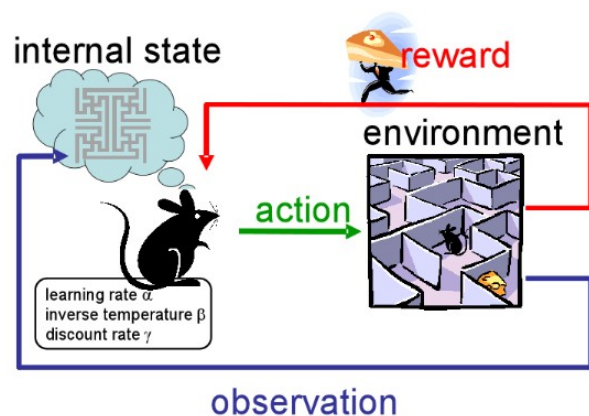 internal state
reward
environment
action
learning rate α
inverse temperature β
discount rate γ
observation